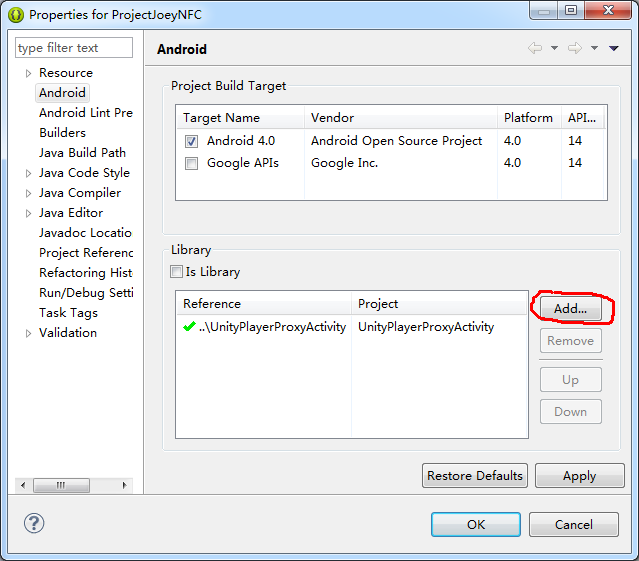 Properties for ProjectJoeyNFC
type filter text
Resource
Android
Android Lint Pre
Builders
Java Build Path
Java Code Style
Java Compiler
Java Editor
Javadoc Locatio
Project Referenc
Refactoring Hist
Run/Debug Setti
Task Tags
Validation
Android
Project Build Target
Target Name Vendor Platform API...
Android 4.0 Android Open Source Project 4.0 14
Google APIs Google Inc. 4.0 14
Library
Is Library
Reference Project
..\UnityPlayerProxyActivity UnityPlayerProxyActivity
Add...
Remove
Up
Down
Restore Defaults Apply
? OK Cancel